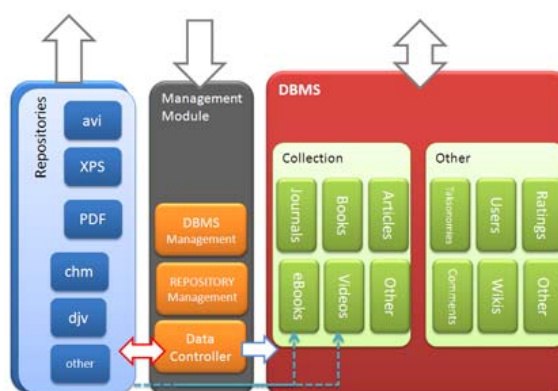 Repositories
avi
XPS
PDF
chm
djv
other
Management
Module
DBMS
Management
REPOSITORY
Management
Data
Controller
DBMS
Collection
Journals
Books
Articles
eBooks
Videos
Other
Other
Taksonomies
Users
Ratings
Comments
Wikis
Other